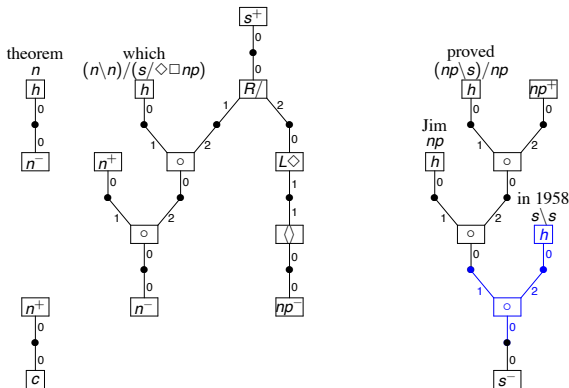 s⁺
0
theorem which proved
n (n\n)/(s/◇□np) (np\s)/np
0
h h R/ h np⁺
0 0 1 2 0 0
Jim
np
1 2 0 1 2
n⁺ ∘ L◇ h ∘
n⁻
in 1958
s\s
0 0 1 0 0
h
1 2 1 1 2
∘ ◇ ∘
0 0 0 0
1 2
n⁺ n⁻ np⁻ ∘
0 0
0
c s⁻